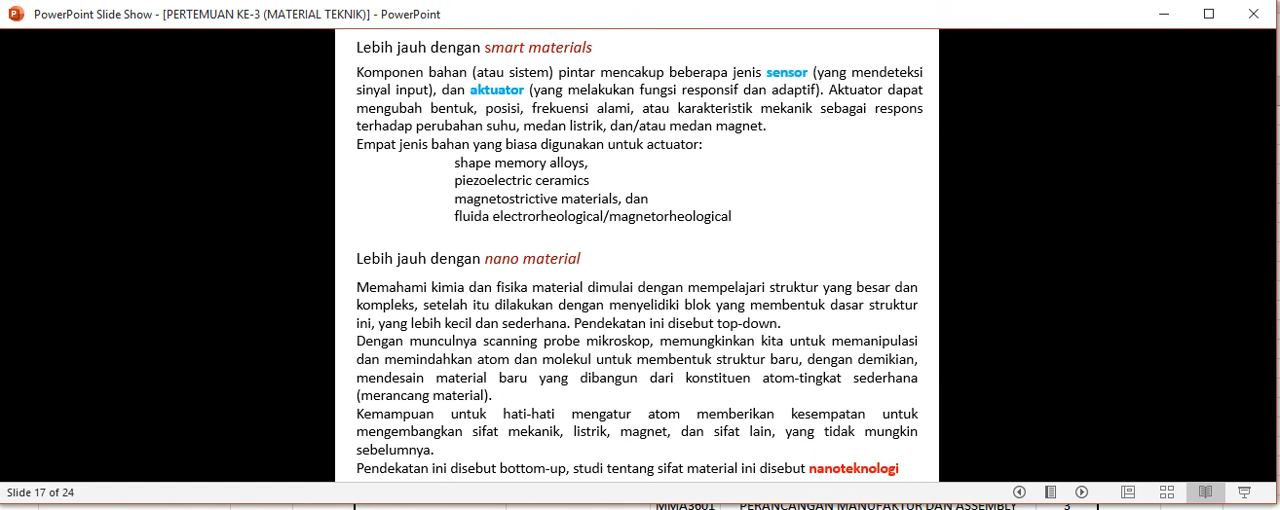 PowerPoint Slide Show - [PERTEMUAN KE-3 (MATERIAL TEKNIK)] - PowerPoint
Lebih jauh dengan smart materials
Komponen bahan (atau sistem) pintar mencakup beberapa jenis sensor (yang mendeteksi
sinyal input), dan aktuator (yang melakukan fungsi responsif dan adaptif). Aktuator dapat
mengubah bentuk, posisi, frekuensi alami, atau karakteristik mekanik sebagai respons
terhadap perubahan suhu, medan listrik, dan/atau medan magnet.
Empat jenis bahan yang biasa digunakan untuk actuator:
shape memory alloys,
piezoelectric ceramics
magnetostrictive materials, dan
fluida electrorheological/magnetorheological
Lebih jauh dengan nano material
Memahami kimia dan fisika material dimulai dengan mempelajari struktur yang besar dan
kompleks, setelah itu dilakukan dengan menyelidiki blok yang membentuk dasar struktur
ini, yang lebih kecil dan sederhana. Pendekatan ini disebut top-down.
Dengan munculnya scanning probe mikroskop, memungkinkan kita untuk memanipulasi
dan memindahkan atom dan molekul untuk membentuk struktur baru, dengan demikian,
mendesain material baru yang dibangun dari konstituen atom-tingkat sederhana
(merancang material).
Kemampuan untuk hati-hati mengatur atom memberikan kesempatan untuk
mengembangkan sifat mekanik, listrik, magnet, dan sifat lain, yang tidak mungkin
sebelumnya.
Pendekatan ini disebut bottom-up, studi tentang sifat material ini disebut nanoteknologi
Slide 17 of 24
MMA3601 PERANCANGAN MANUFAKTUR DAN ASSEMBLY 3